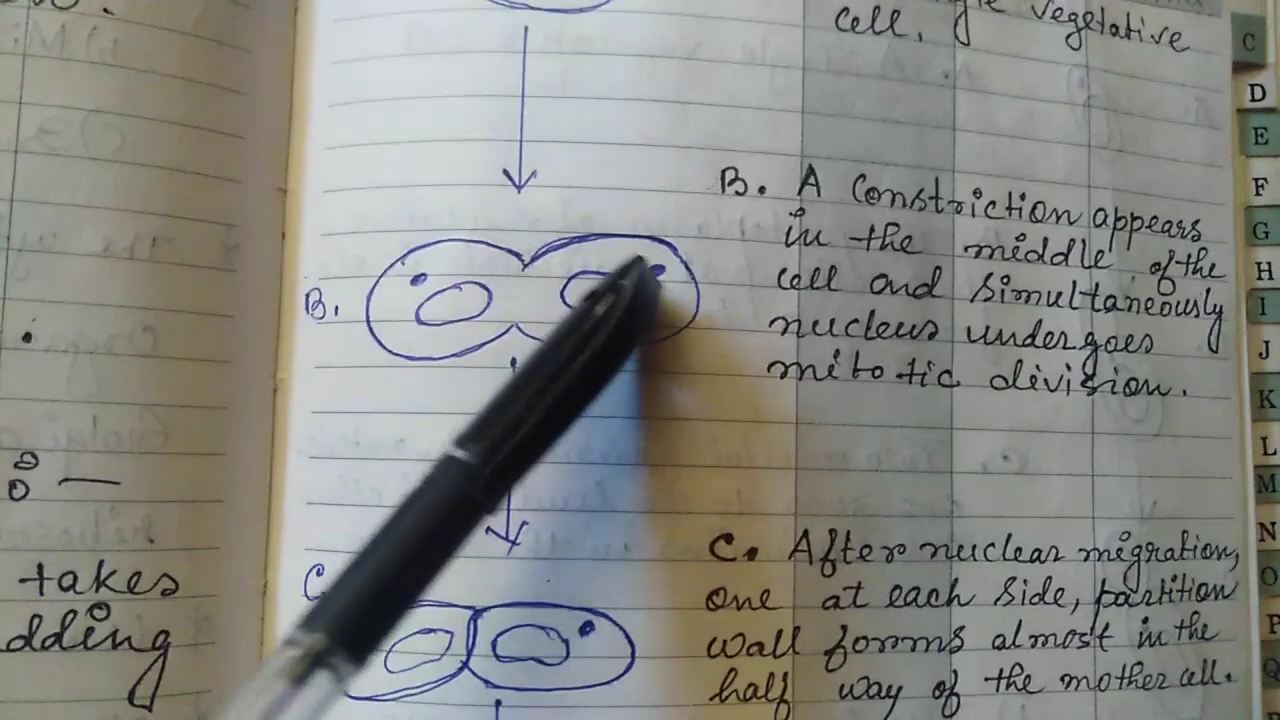 vegetative
cell.
B. A constriction appears
in the middle of the
cell and simultaneously
nucleus undergoes
mitotic division.
B.
C. After nuclear migration,
one at each side, partition
wall forms almost in the
half way of the mother cell.
C
takes
dding
C
D
E
F
G
H
I
J
K
L
M
N
O
P
Q